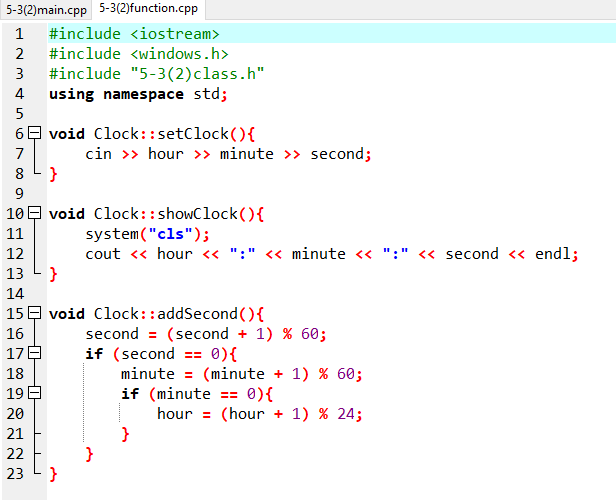 5-3(2)main.cpp 5-3(2)function.cpp
1 #include <iostream>
2 #include <windows.h>
3 #include "5-3(2)class.h"
4 using namespace std;
5
6 void Clock::setClock(){
7 cin >> hour >> minute >> second;
8 }
9
10 void Clock::showClock(){
11 system("cls");
12 cout << hour << ":" << minute << ":" << second << endl;
13 }
14
15 void Clock::addSecond(){
16 second = (second + 1) % 60;
17 if (second == 0){
18 minute = (minute + 1) % 60;
19 if (minute == 0){
20 hour = (hour + 1) % 24;
21 }
22 }
23 }